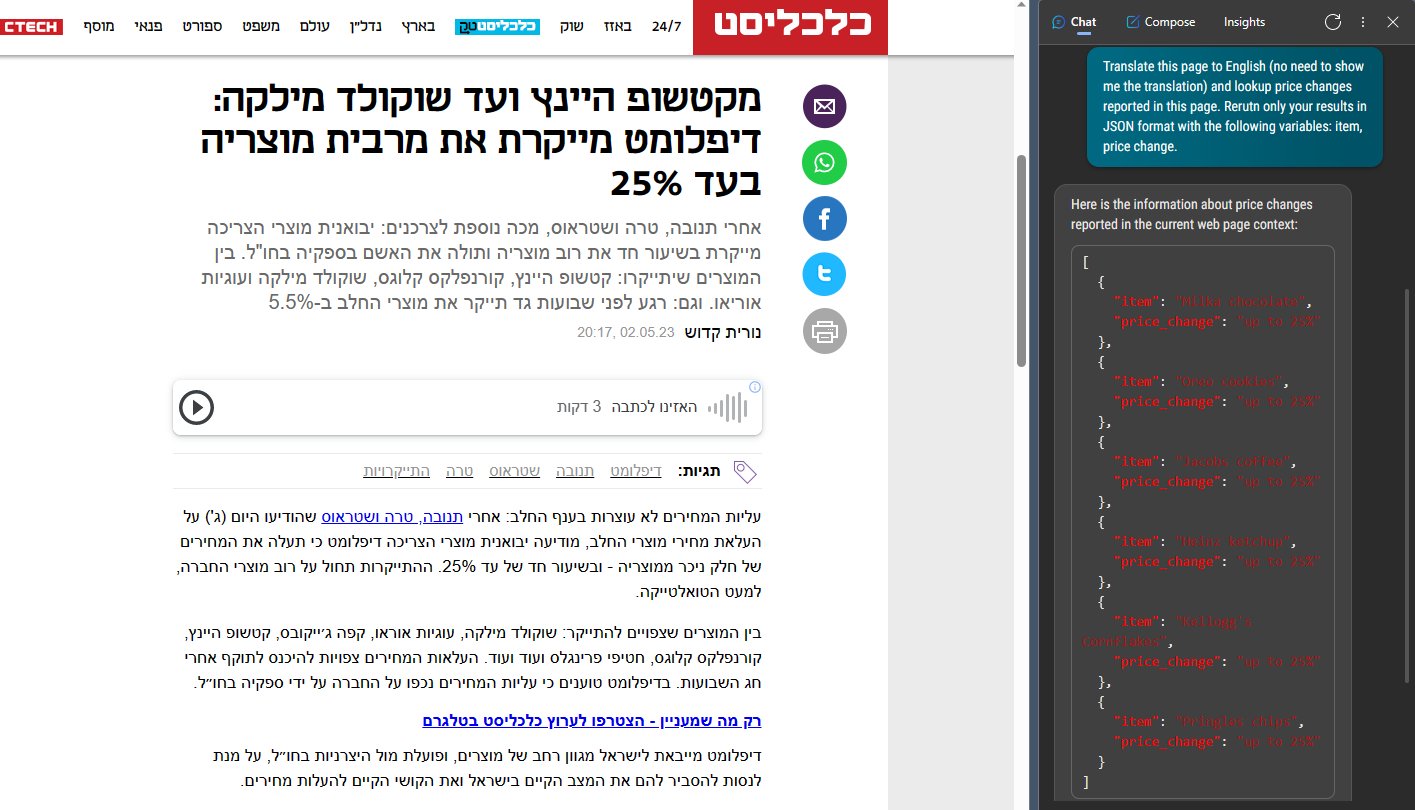 כלכליסט
24/7 באזז שוק בארץ כלכליסטטק עולם נדל"ן משפט ספורט פנאי מוסף CTECH
מקטשופ היינץ ועד שוקולד מילקה:
דיפלומט מייקרת את מרבית מוצריה
בעד 25%
אחרי תנובה, טרה ושטראוס, מכה נוספת לצרכנים: יבואנית מוצרי הצריכה
מייקרת בשיעור חד את רוב מוצריה ותולה את האשם בספקיה בחו"ל. בין
המוצרים שיתייקרו: קטשופ היינץ, קורנפלקס קלוגס, שוקולד מילקה ועוגיות
אוריאו. וגם: רגע לפני שבועות גד תייקר את מוצרי החלב ב-5.5%
נורית קדוש 20:17, 02.05.23
האזינו לכתבה 3 דקות
תגיות: דיפלומט תנובה שטראוס טרה התייקרויות
עליות המחירים לא עוצרות בענף החלב: אחרי תנובה, טרה ושטראוס שהודיעו היום (ג') על
העלאת מחירי מוצרי החלב, מודיעה יבואנית מוצרי הצריכה דיפלומט כי תעלה את המחירים
של חלק ניכר ממוצריה - ובשיעור חד של עד 25%. ההתייקרות תחול על רוב מוצרי החברה,
למעט הטואלטייקה.
בין המוצרים שצפויים להתייקר: שוקולד מילקה, עוגיות אוראו, קפה ג׳ייקובס, קטשופ היינץ,
קורנפלקס קלוגס, חטיפי פרינגלס ועוד ועוד. העלאות המחירים צפויות להיכנס לתוקף אחרי
חג השבועות. בדיפלומט טוענים כי עליות המחירים נכפו על החברה על ידי ספקיה בחו״ל.
רק מה שמעניין - הצטרפו לערוץ כלכליסט בטלגרם
דיפלומט מייבאת לישראל מגוון רחב של מוצרים, ופועלת מול היצרניות בחו״ל, על מנת
לנסות להסביר להם את המצב הקיים בישראל ואת הקושי הקיים להעלות מחירים.
Chat Compose Insights
Translate this page to English (no need to show
me the translation) and lookup price changes
reported in this page. Rerutn only your results in
JSON format with the following variables: item,
price change.
Here is the information about price changes
reported in the current web page context:
[
{
"item": "Milka chocolate",
"price_change": "up to 25%"
},
{
"item": "Oreo cookies",
"price_change": "up to 25%"
},
{
"item": "Jacobs coffee",
"price_change": "up to 25%"
},
{
"item": "Heinz ketchup",
"price_change": "up to 25%"
},
{
"item": "Kellogg's
Cornflakes",
"price_change": "up to 25%"
},
{
"item": "Pringles chips",
"price_change": "up to 25%"
}
]